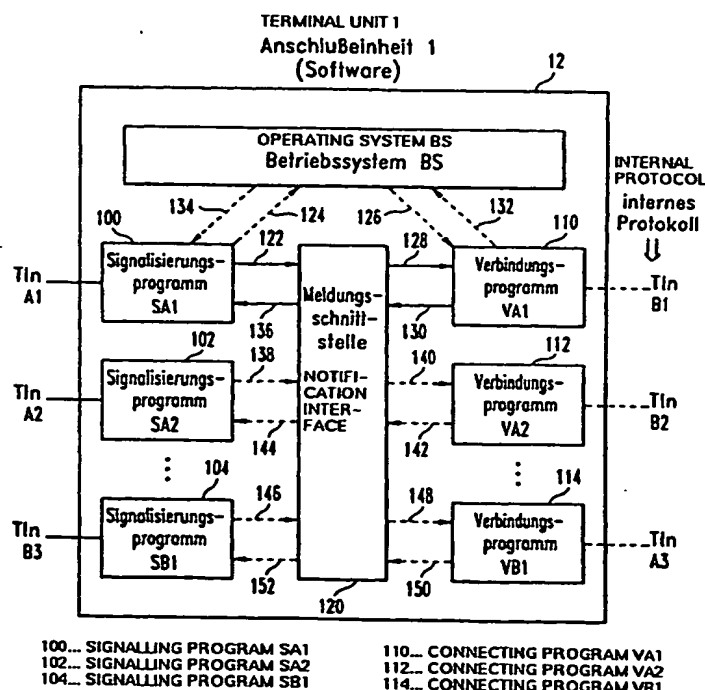 TERMINAL UNIT 1
Anschlußeinheit 1
(Software)
12
OPERATING SYSTEM BS
Betriebssystem BS
INTERNAL
PROTOCOL
internes
Protokoll
134
124
126
132
100
110
Signalisierungs-
programm
SA1
122
128
Verbindungs-
programm
VA1
Tln
A1
Tln
B1
136
130
Meldungs-
schnitt-
stelle
102
112
Signalisierungs-
programm
SA2
138
140
Verbindungs-
programm
VA2
Tln
A2
Tln
B2
NOTIFI-
CATION
INTER-
FACE
144
142
104
114
Signalisierungs-
programm
SB1
146
148
Verbindungs-
programm
VB1
Tln
B3
Tln
A3
152
150
120
100... SIGNALLING PROGRAM SA1
102... SIGNALLING PROGRAM SA2
104... SIGNALLING PROGRAM SB1
110... CONNECTING PROGRAM VA1
112... CONNECTING PROGRAM VA2
114... CONNECTING PROGRAM VB1